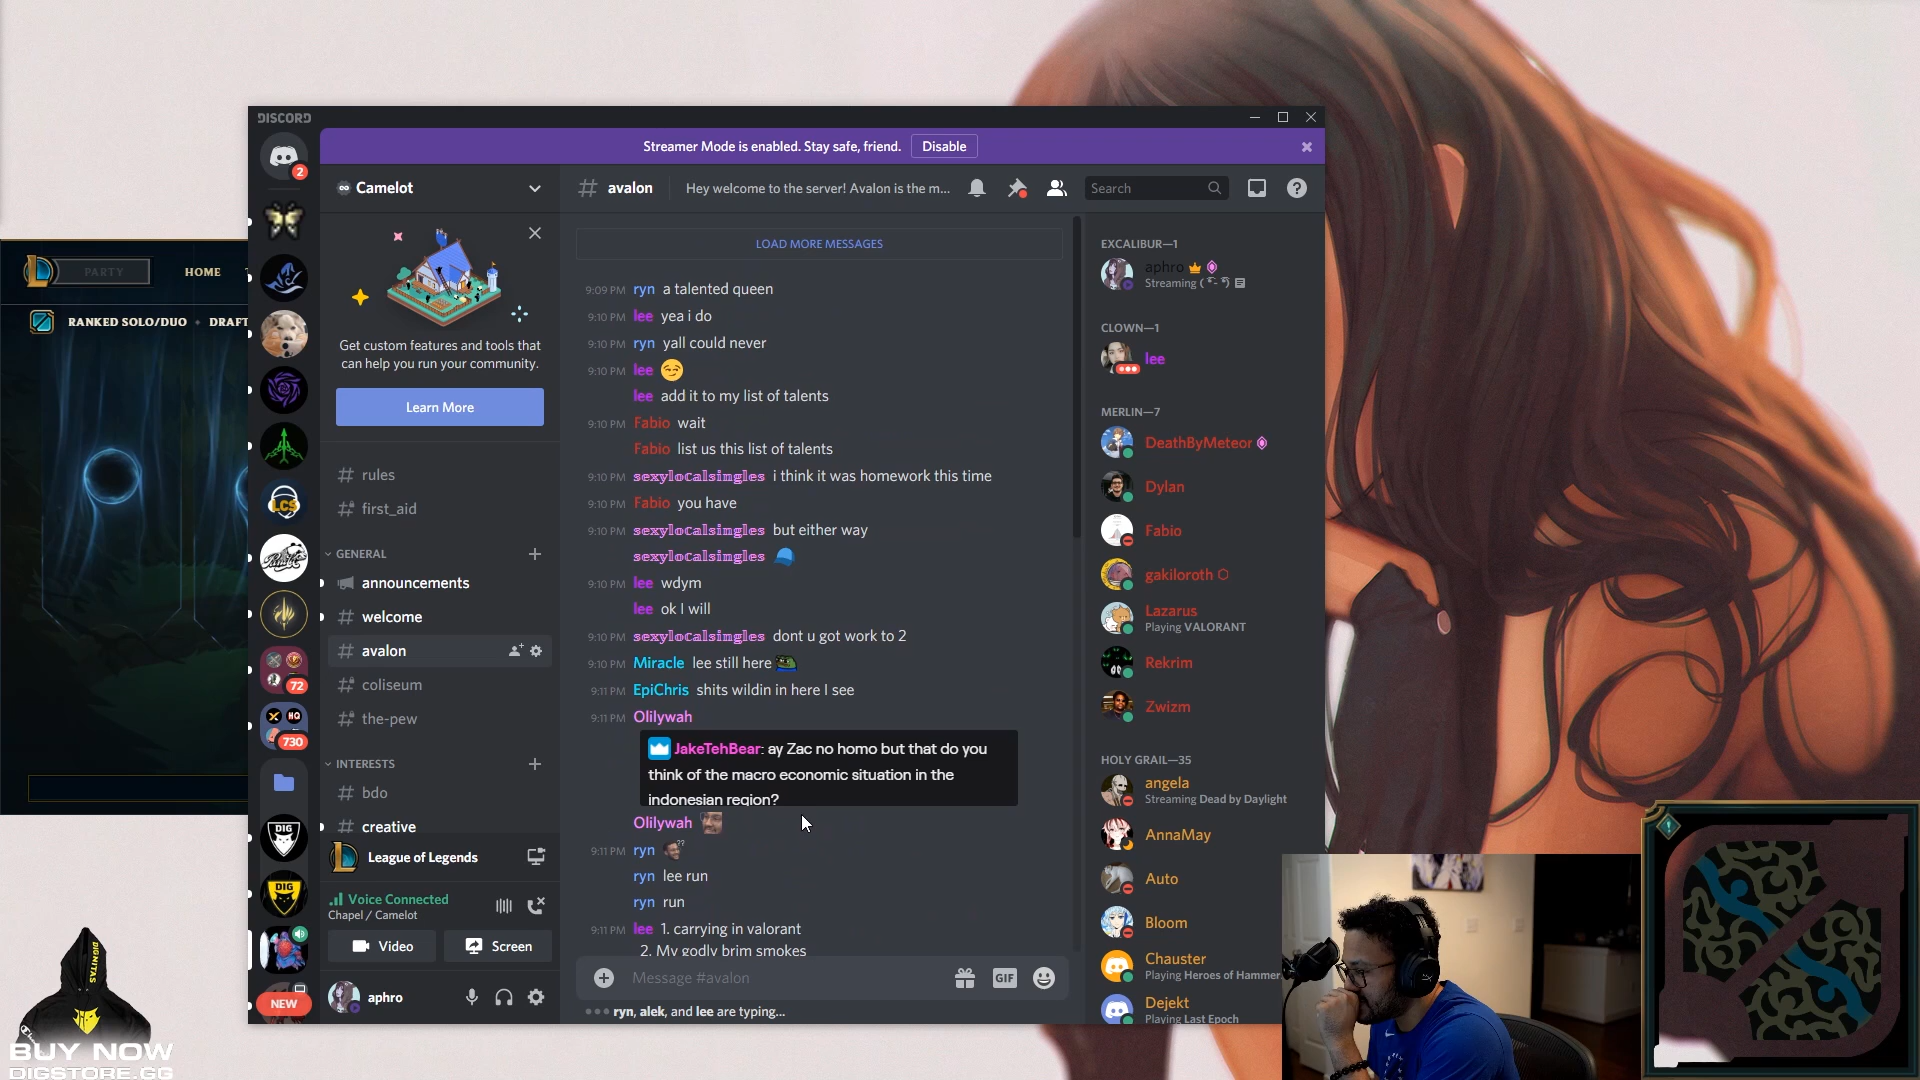 DISCORD
Streamer Mode is enabled. Stay safe, friend.
Disable
2
Camelot
avalon
Hey welcome to the server! Avalon is the m...
Search
PARTY
HOME
RANKED SOLO/DUO
DRAFT
Get custom features and tools that
can help you run your community.
Learn More
rules
first_aid
GENERAL
announcements
welcome
avalon
coliseum
the-pew
INTERESTS
bdo
creative
League of Legends
Voice Connected
Chapel / Camelot
Video
Screen
aphro
LCS
72
HQ
730
DIG
DIG
NEW
LOAD MORE MESSAGES
9:09 PM ryn a talented queen
9:10 PM lee yea i do
9:10 PM ryn yall could never
9:10 PM lee 😏
lee add it to my list of talents
9:10 PM Fabio wait
Fabio list us this list of talents
9:10 PM sexylocalsingles i think it was homework this time
9:10 PM Fabio you have
9:10 PM sexylocalsingles but either way
sexylocalsingles 🧢
9:10 PM lee wdym
lee ok I will
9:10 PM sexylocalsingles dont u got work to 2
9:10 PM Miracle lee still here
9:11 PM EpiChris shits wildin in here I see
9:11 PM Olilywah
JakeTehBear: ay Zac no homo but that do you
think of the macro economic situation in the
indonesian region?
Olilywah
9:11 PM ryn ??
ryn lee run
ryn run
9:11 PM lee 1. carrying in valorant
2. My godly brim smokes
Message #avalon
GIF
ryn, alek, and lee are typing...
EXCALIBUR—1
aphro
Streaming
CLOWN—1
lee
MERLIN—7
DeathByMeteor
Dylan
Fabio
gakiloroth
Lazarus
Playing VALORANT
Rekrim
Zwizm
HOLY GRAIL—35
angela
Streaming Dead by Daylight
AnnaMay
Auto
Bloom
Chauster
Playing Heroes of Hammer
Dejekt
Playing Last Epoch
DIGNITAS
BUY NOW
DIGSTORE.GG